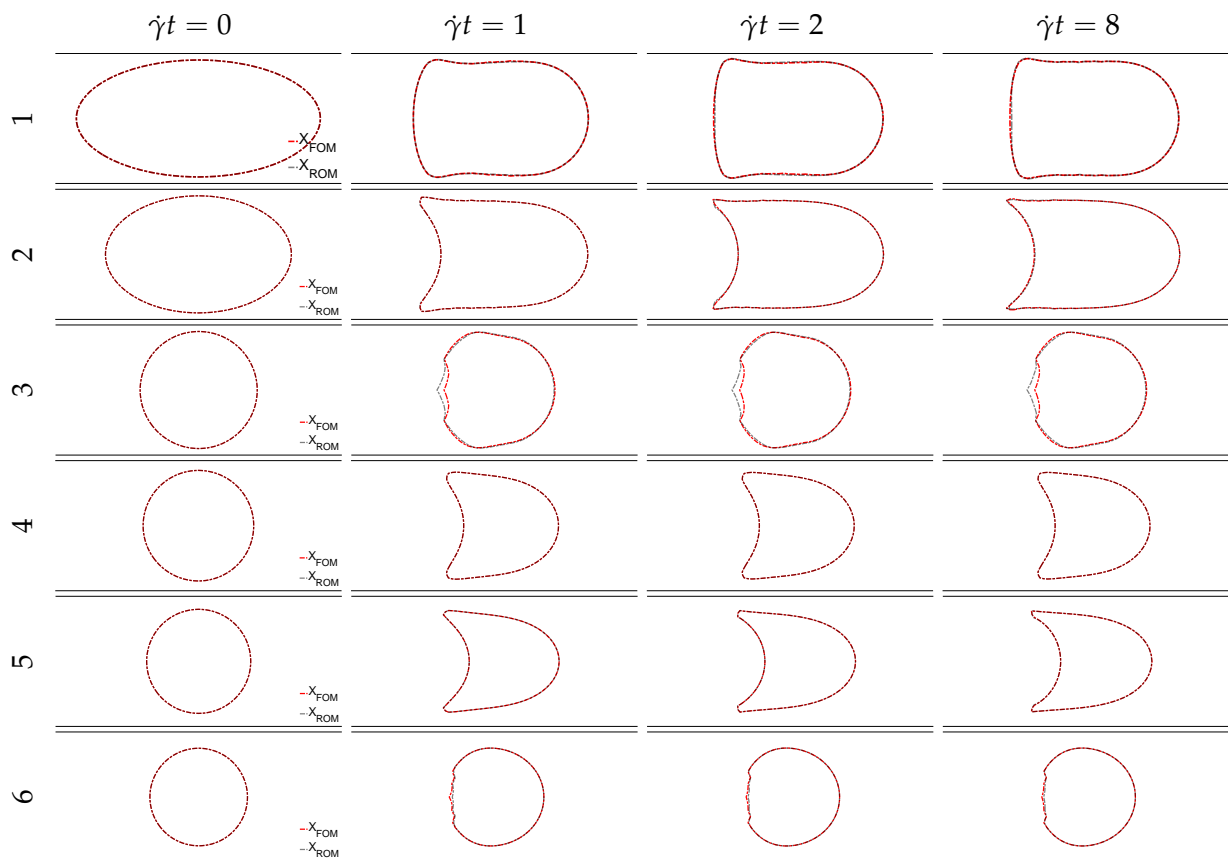 γ̇t = 0 γ̇t = 1 γ̇t = 2 γ̇t = 8
1
X_FOM
X_ROM
2
X_FOM
X_ROM
3
X_FOM
X_ROM
4
X_FOM
X_ROM
5
X_FOM
X_ROM
6
X_FOM
X_ROM